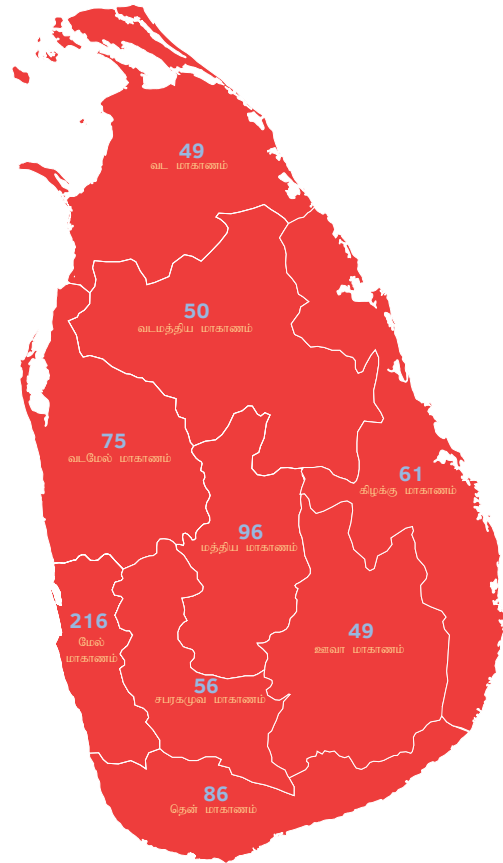 49
வட மாகாணம்
50
வடமத்திய மாகாணம்
75
வடமேல் மாகாணம்
61
கிழக்கு மாகாணம்
96
மத்திய மாகாணம்
216
மேல்
மாகாணம்
49
ஊவா மாகாணம்
56
சபரகமுவ மாகாணம்
86
தென் மாகாணம்